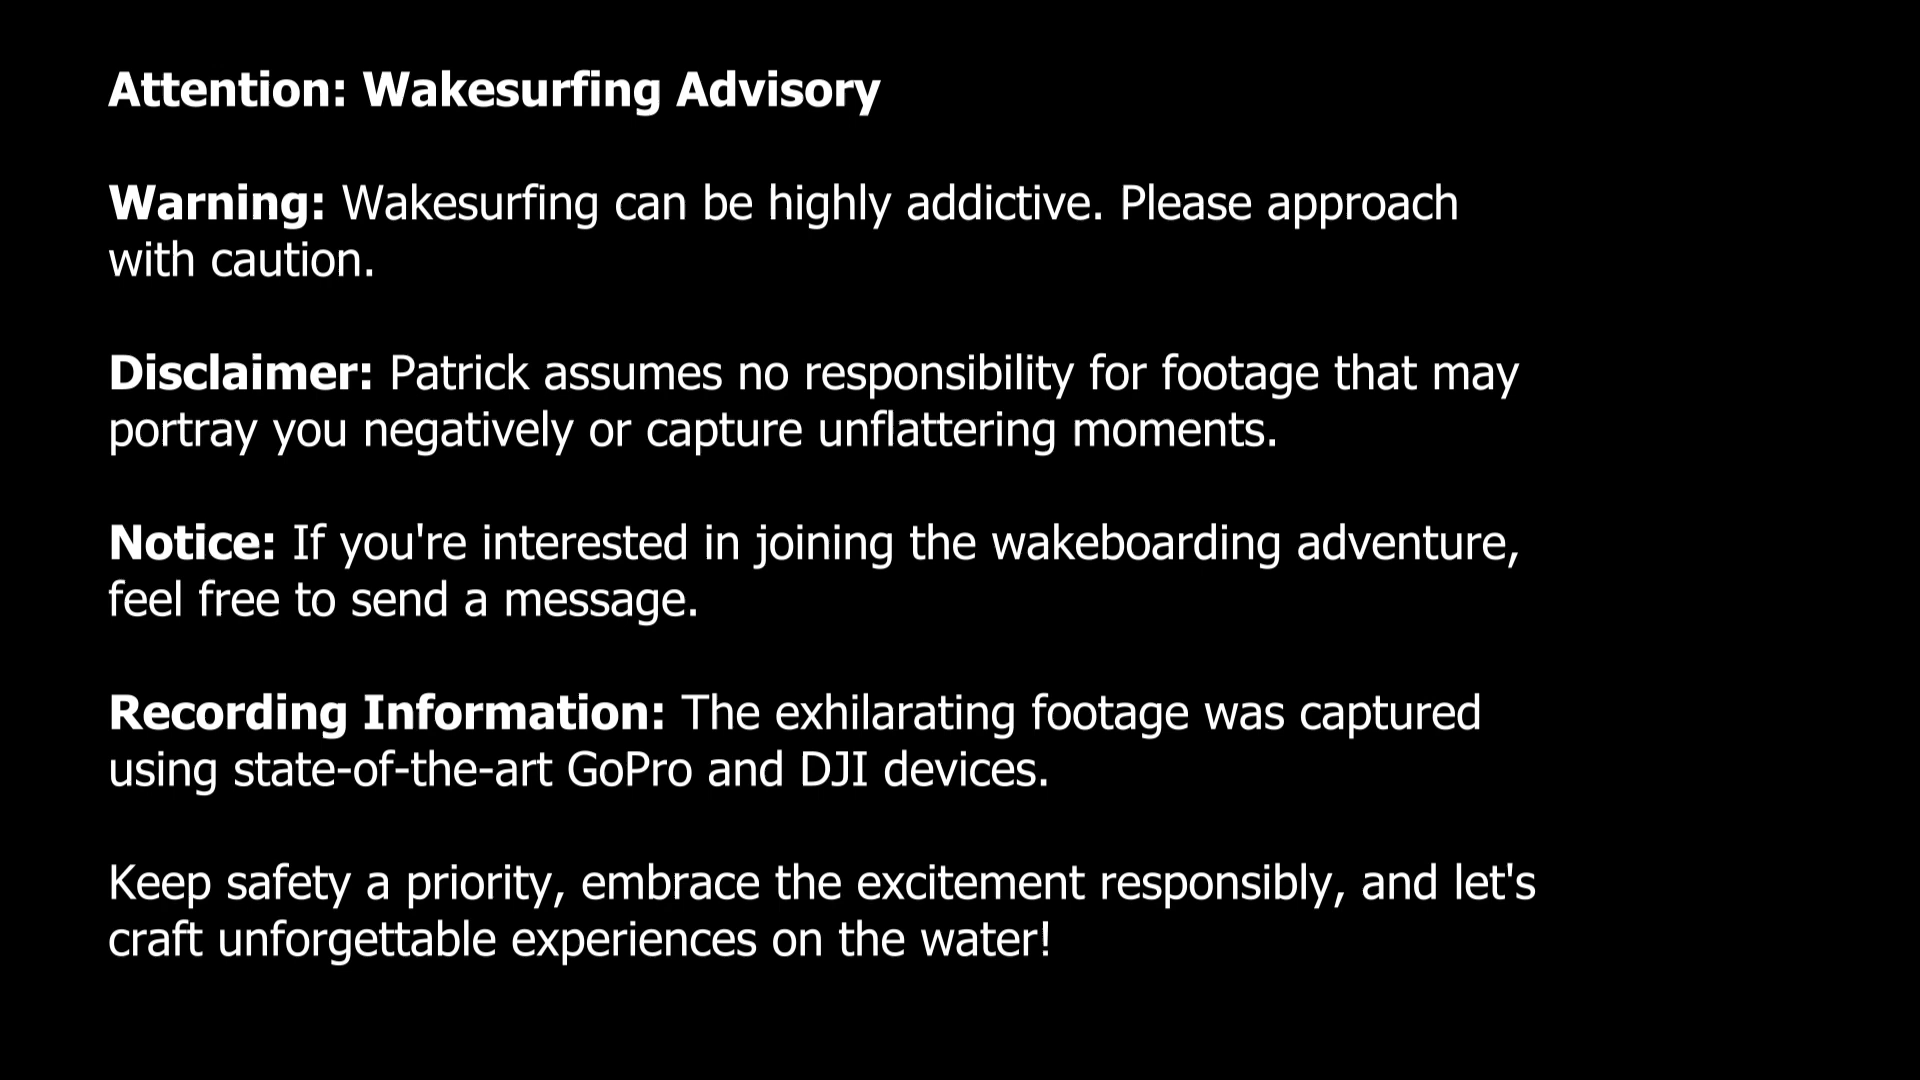 Attention: Wakesurfing Advisory
Warning: Wakesurfing can be highly addictive. Please approach
with caution.
Disclaimer: Patrick assumes no responsibility for footage that may
portray you negatively or capture unflattering moments.
Notice: If you're interested in joining the wakeboarding adventure,
feel free to send a message.
Recording Information: The exhilarating footage was captured
using state-of-the-art GoPro and DJI devices.
Keep safety a priority, embrace the excitement responsibly, and let's
craft unforgettable experiences on the water!